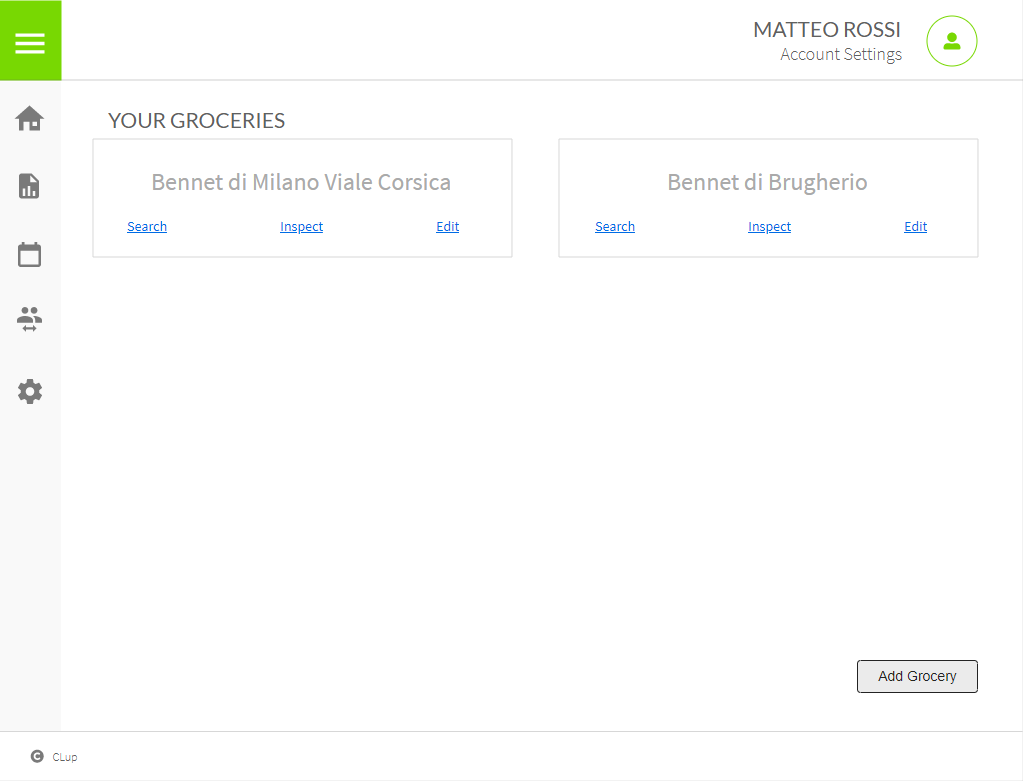 MATTEO ROSSI
Account Settings
YOUR GROCERIES
Bennet di Milano Viale Corsica
Search Inspect Edit
Bennet di Brugherio
Search Inspect Edit
Add Grocery
CLup